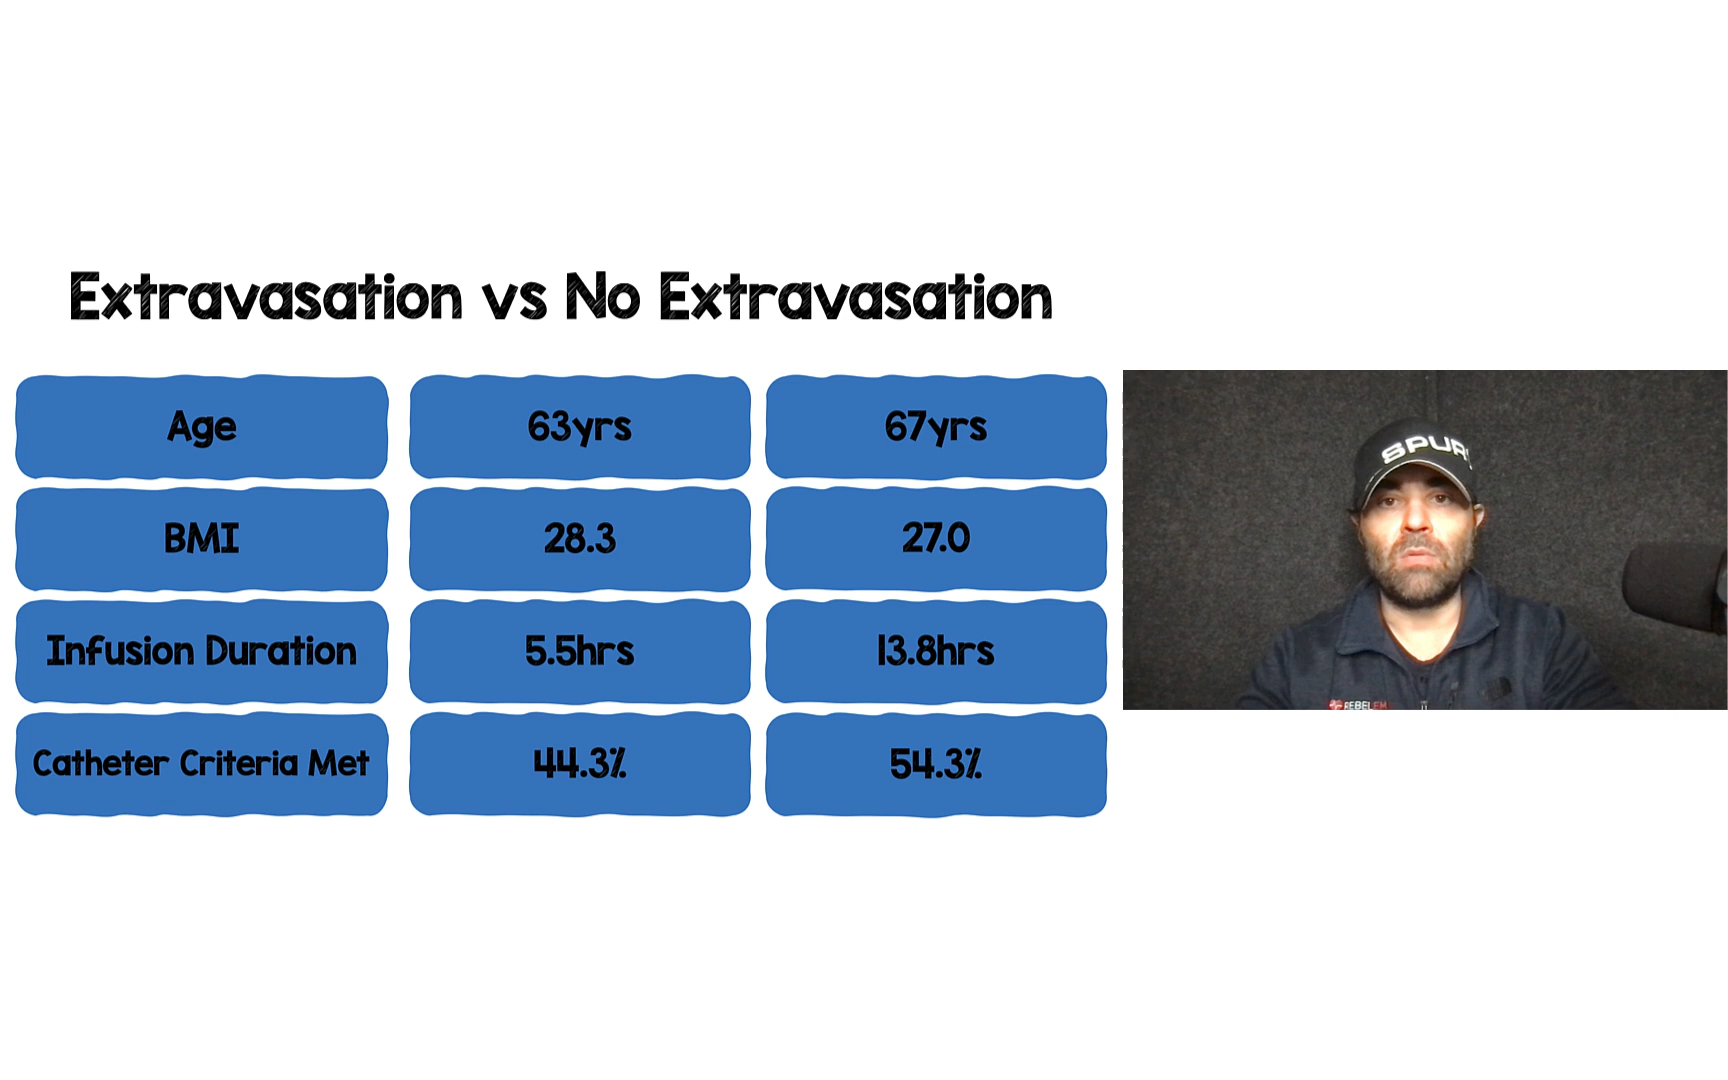 Extravasation vs No Extravasation
Age 63yrs 67yrs
BMI 28.3 27.0
Infusion Duration 5.5hrs 13.8hrs
Catheter Criteria Met 44.3% 54.3%
SPUR
REBELEM